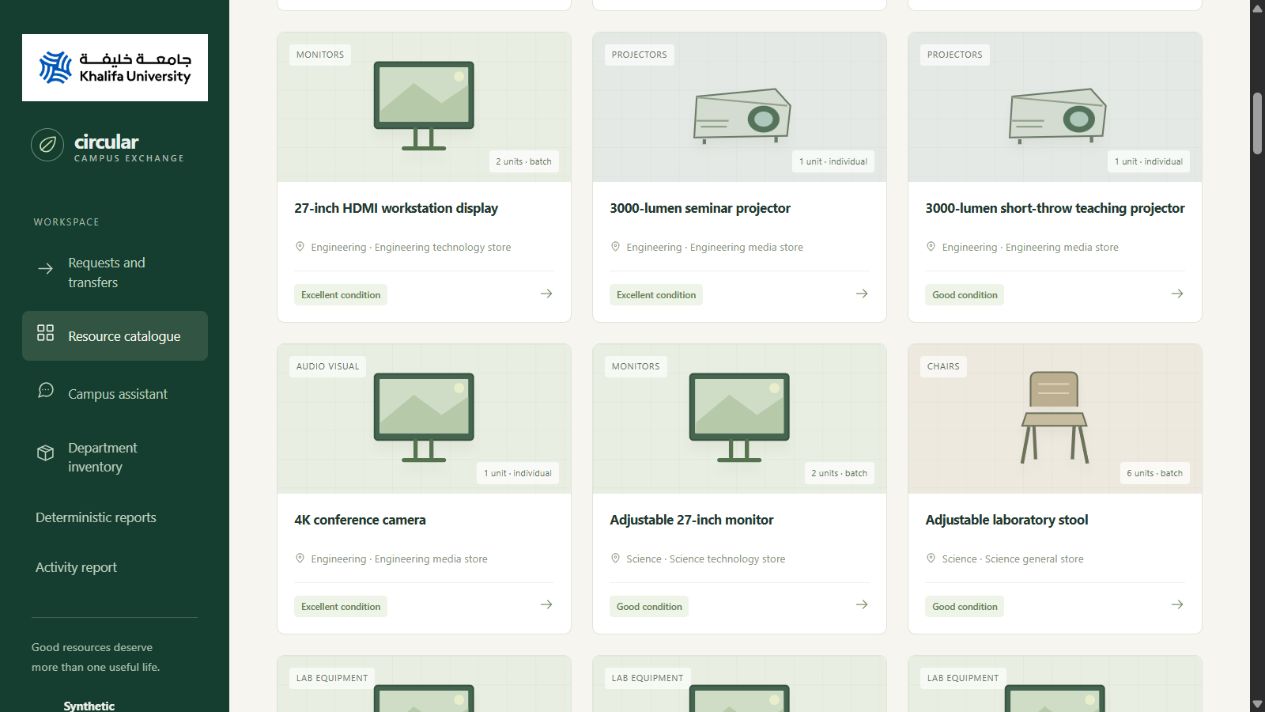 جامعة خليفة
Khalifa University
circular
CAMPUS EXCHANGE
WORKSPACE
Requests and
transfers
Resource catalogue
Campus assistant
Department
inventory
Deterministic reports
Activity report
Good resources deserve
more than one useful life.
Synthetic
MONITORS
2 units · batch
27-inch HDMI workstation display
Engineering · Engineering technology store
Excellent condition
PROJECTORS
1 unit · individual
3000-lumen seminar projector
Engineering · Engineering media store
Excellent condition
PROJECTORS
1 unit · individual
3000-lumen short-throw teaching projector
Engineering · Engineering media store
Good condition
AUDIO VISUAL
1 unit · individual
4K conference camera
Engineering · Engineering media store
Excellent condition
MONITORS
2 units · batch
Adjustable 27-inch monitor
Science · Science technology store
Good condition
CHAIRS
6 units · batch
Adjustable laboratory stool
Science · Science general store
Good condition
LAB EQUIPMENT
LAB EQUIPMENT
LAB EQUIPMENT